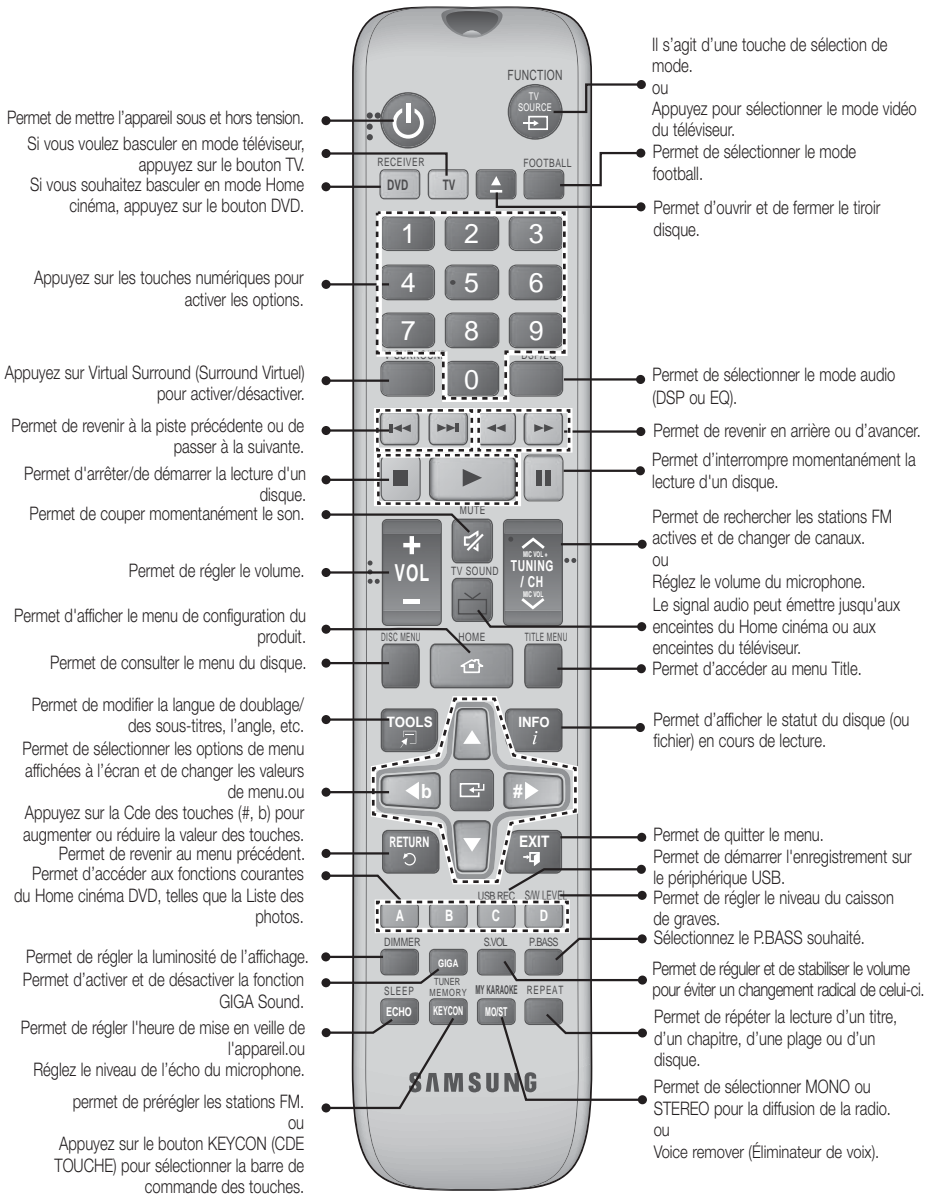 Permet de mettre l'appareil sous et hors tension.
Si vous voulez basculer en mode téléviseur,
appuyez sur le bouton TV.
Si vous souhaitez basculer en mode Home
cinéma, appuyez sur le bouton DVD.
Appuyez sur les touches numériques pour
activer les options.
Appuyez sur Virtual Surround (Surround Virtuel)
pour activer/désactiver.
Permet de revenir à la piste précédente ou de
passer à la suivante.
Permet d'arrêter/de démarrer la lecture d'un
disque.
Permet de couper momentanément le son.
Permet de régler le volume.
Permet d'afficher le menu de configuration du
produit.
Permet de consulter le menu du disque.
Permet de modifier la langue de doublage/
des sous-titres, l'angle, etc.
Permet de sélectionner les options de menu
affichées à l'écran et de changer les valeurs
de menu.ou
Appuyez sur la Cde des touches (#, b) pour
augmenter ou réduire la valeur des touches.
Permet de revenir au menu précédent.
Permet d'accéder aux fonctions courantes
du Home cinéma DVD, telles que la Liste des
photos.
Permet de régler la luminosité de l'affichage.
Permet d'activer et de désactiver la fonction
GIGA Sound.
Permet de régler l'heure de mise en veille de
l'appareil.ou
Réglez le niveau de l'écho du microphone.
permet de prérégler les stations FM.
ou
Appuyez sur le bouton KEYCON (CDE
TOUCHE) pour sélectionner la barre de
commande des touches.
FUNCTION
TV
SOURCE
RECEIVER
FOOTBALL
DVD
TV
1
2
3
4
5
6
7
8
9
V-SURROUND
0
DSP/EQ
MUTE
+
VOL
−
TV SOUND
MIC VOL +
TUNING
/ CH
MIC VOL
DISC MENU
HOME
TITLE MENU
TOOLS
INFO
i
b
#
RETURN
EXIT
USB REC
S/W LEVEL
A
B
C
D
DIMMER
GIGA
S.VOL
P.BASS
SLEEP
TUNER
MEMORY
MY KARAOKE
REPEAT
ECHO
KEYCON
MO/ST
SAMSUNG
Il s'agit d'une touche de sélection de
mode.
ou
Appuyez pour sélectionner le mode vidéo
du téléviseur.
Permet de sélectionner le mode
football.
Permet d'ouvrir et de fermer le tiroir
disque.
Permet de sélectionner le mode audio
(DSP ou EQ).
Permet de revenir en arrière ou d'avancer.
Permet d'interrompre momentanément la
lecture d'un disque.
Permet de rechercher les stations FM
actives et de changer de canaux.
ou
Réglez le volume du microphone.
Le signal audio peut émettre jusqu'aux
enceintes du Home cinéma ou aux
enceintes du téléviseur.
Permet d'accéder au menu Title.
Permet d'afficher le statut du disque (ou
fichier) en cours de lecture.
Permet de quitter le menu.
Permet de démarrer l'enregistrement sur
le périphérique USB.
Permet de régler le niveau du caisson
de graves.
Sélectionnez le P.BASS souhaité.
Permet de réguler et de stabiliser le volume
pour éviter un changement radical de celui-ci.
Permet de répéter la lecture d'un titre,
d'un chapitre, d'une plage ou d'un
disque.
Permet de sélectionner MONO ou
STEREO pour la diffusion de la radio.
ou
Voice remover (Éliminateur de voix).